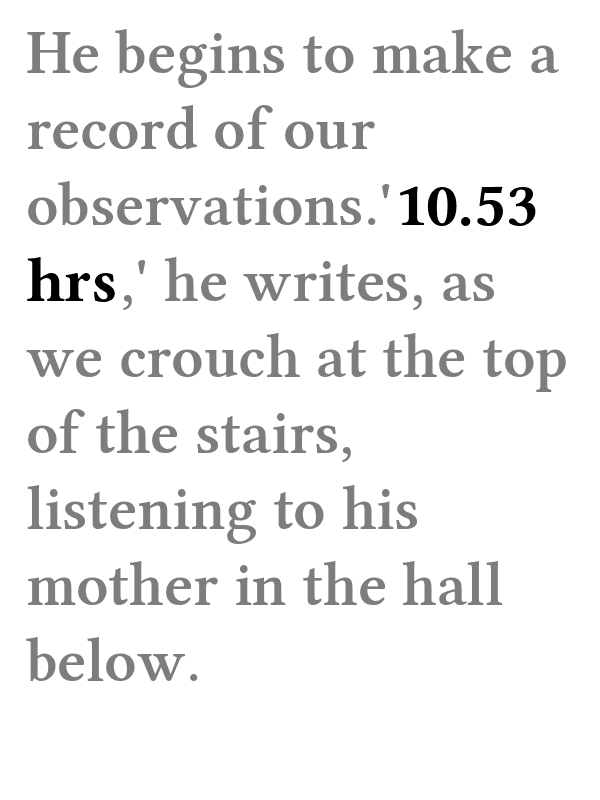 He begins to make a
record of our
observations.'10.53
hrs,' he writes, as
we crouch at the top
of the stairs,
listening to his
mother in the hall
below.